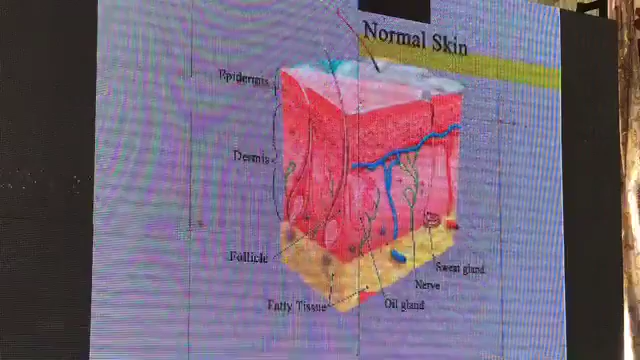 Normal Skin
Epidermis
Dermis
Follicle
Sweat gland
Nerve
Fatty Tissue
Oil gland